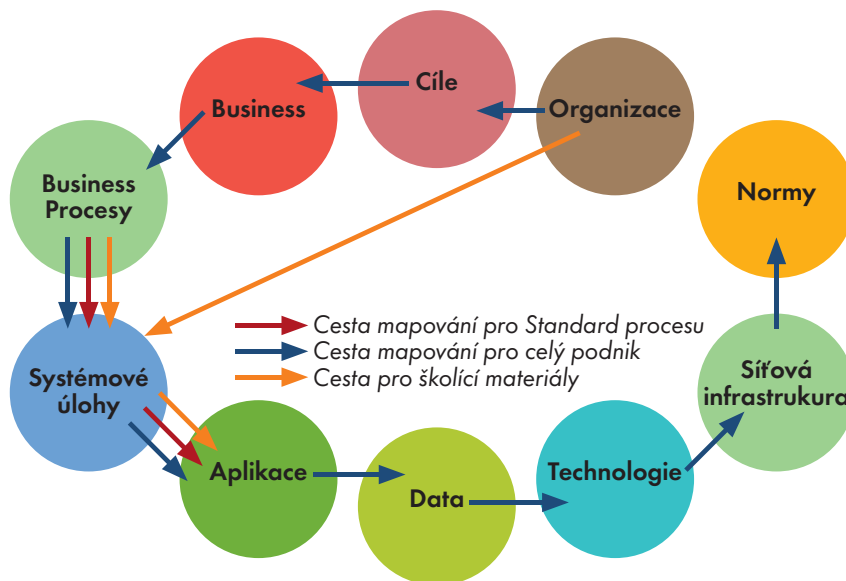 Cíle
Business
Organizace
Business
Procesy
Normy
Cesta mapování pro Standard procesu
Cesta mapování pro celý podnik
Cesta pro školící materiály
Systémové
úlohy
Síťová
infrastrukura
Aplikace
Data
Technologie